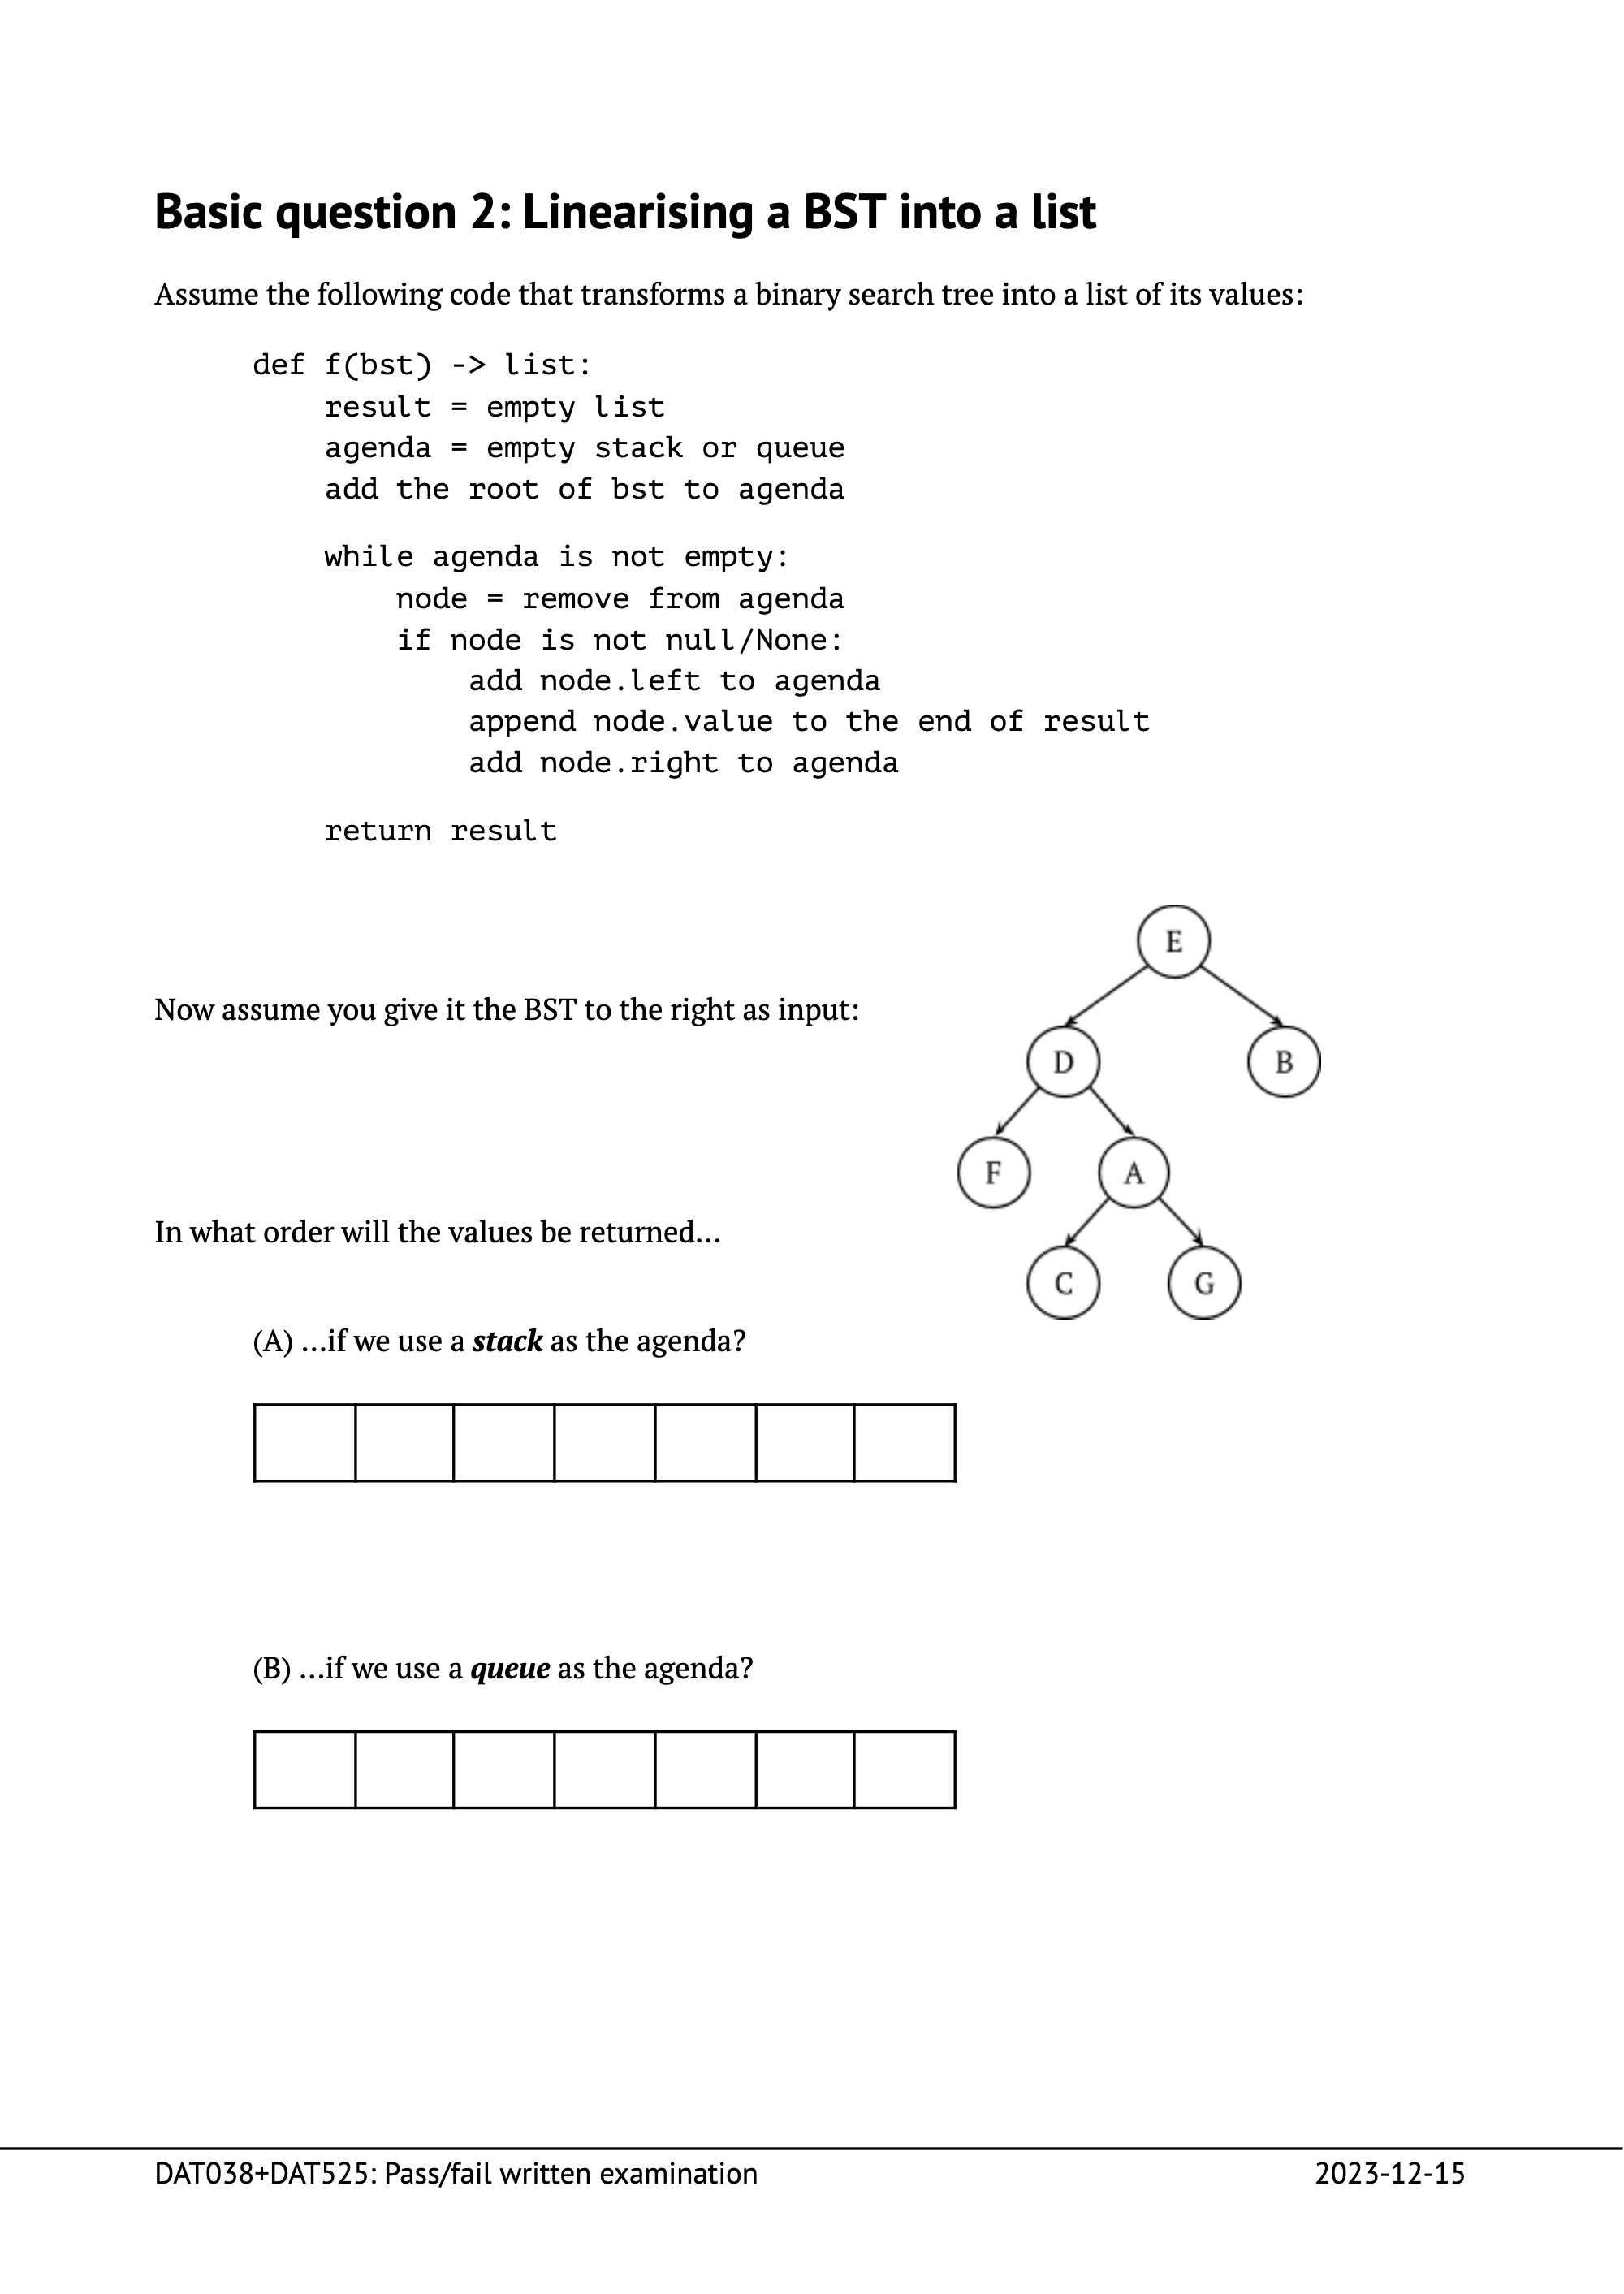 Basic question 2: Linearising a BST into a list
Assume the following code that transforms a binary search tree into a list of its values:
def f(bst) -> list:
    result = empty list
    agenda = empty stack or queue
    add the root of bst to agenda
    while agenda is not empty:
        node = remove from agenda
        if node is not null/None:
            add node.left to agenda
            append node.value to the end of result
            add node.right to agenda
    return result
E
Now assume you give it the BST to the right as input:
D B
F A
In what order will the values be returned...
C G
(A) ...if we use a stack as the agenda?
(B) ...if we use a queue as the agenda?
DAT038+DAT525: Pass/fail written examination 2023-12-15